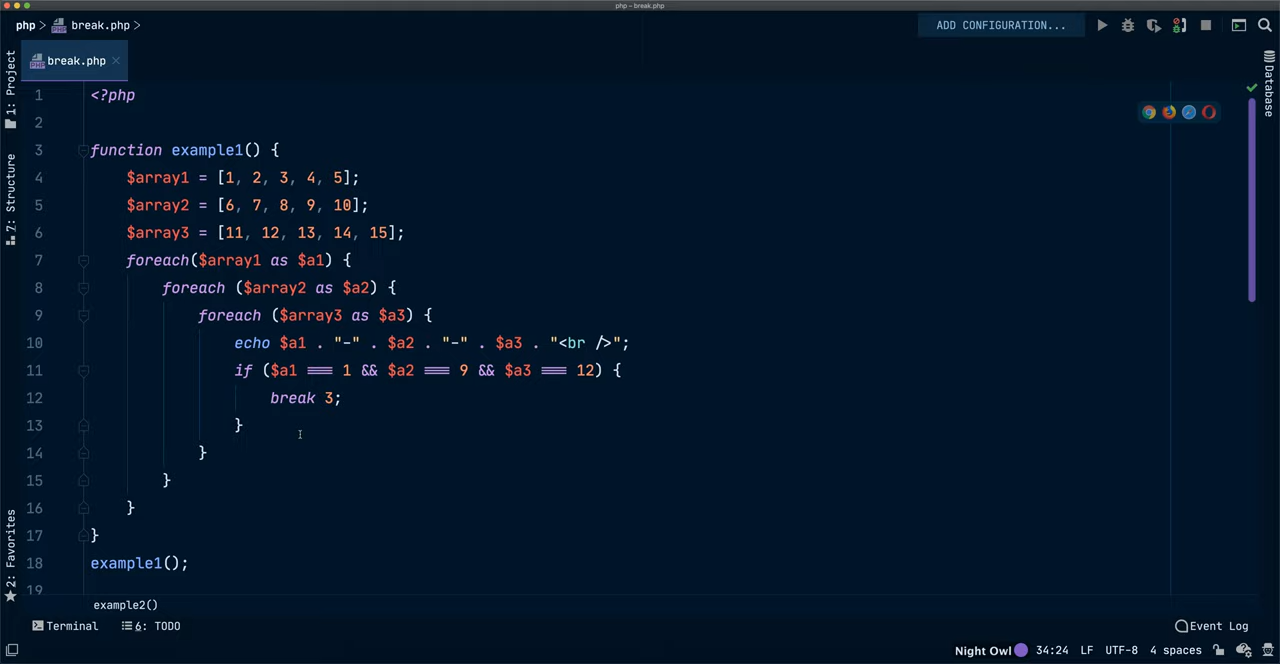 php – break.php
php > break.php >
ADD CONFIGURATION...
break.php
1: Project
7: Structure
2: Favorites
Database
1 <?php
2
3 function example1() {
4 $array1 = [1, 2, 3, 4, 5];
5 $array2 = [6, 7, 8, 9, 10];
6 $array3 = [11, 12, 13, 14, 15];
7 foreach($array1 as $a1) {
8 foreach ($array2 as $a2) {
9 foreach ($array3 as $a3) {
10 echo $a1 . "-" . $a2 . "-" . $a3 . "<br />";
11 if ($a1 === 1 && $a2 === 9 && $a3 === 12) {
12 break 3;
13 }
14 }
15 }
16 }
17 }
18 example1();
19
example2()
Terminal 6: TODO Event Log
Night Owl 34:24 LF UTF-8 4 spaces